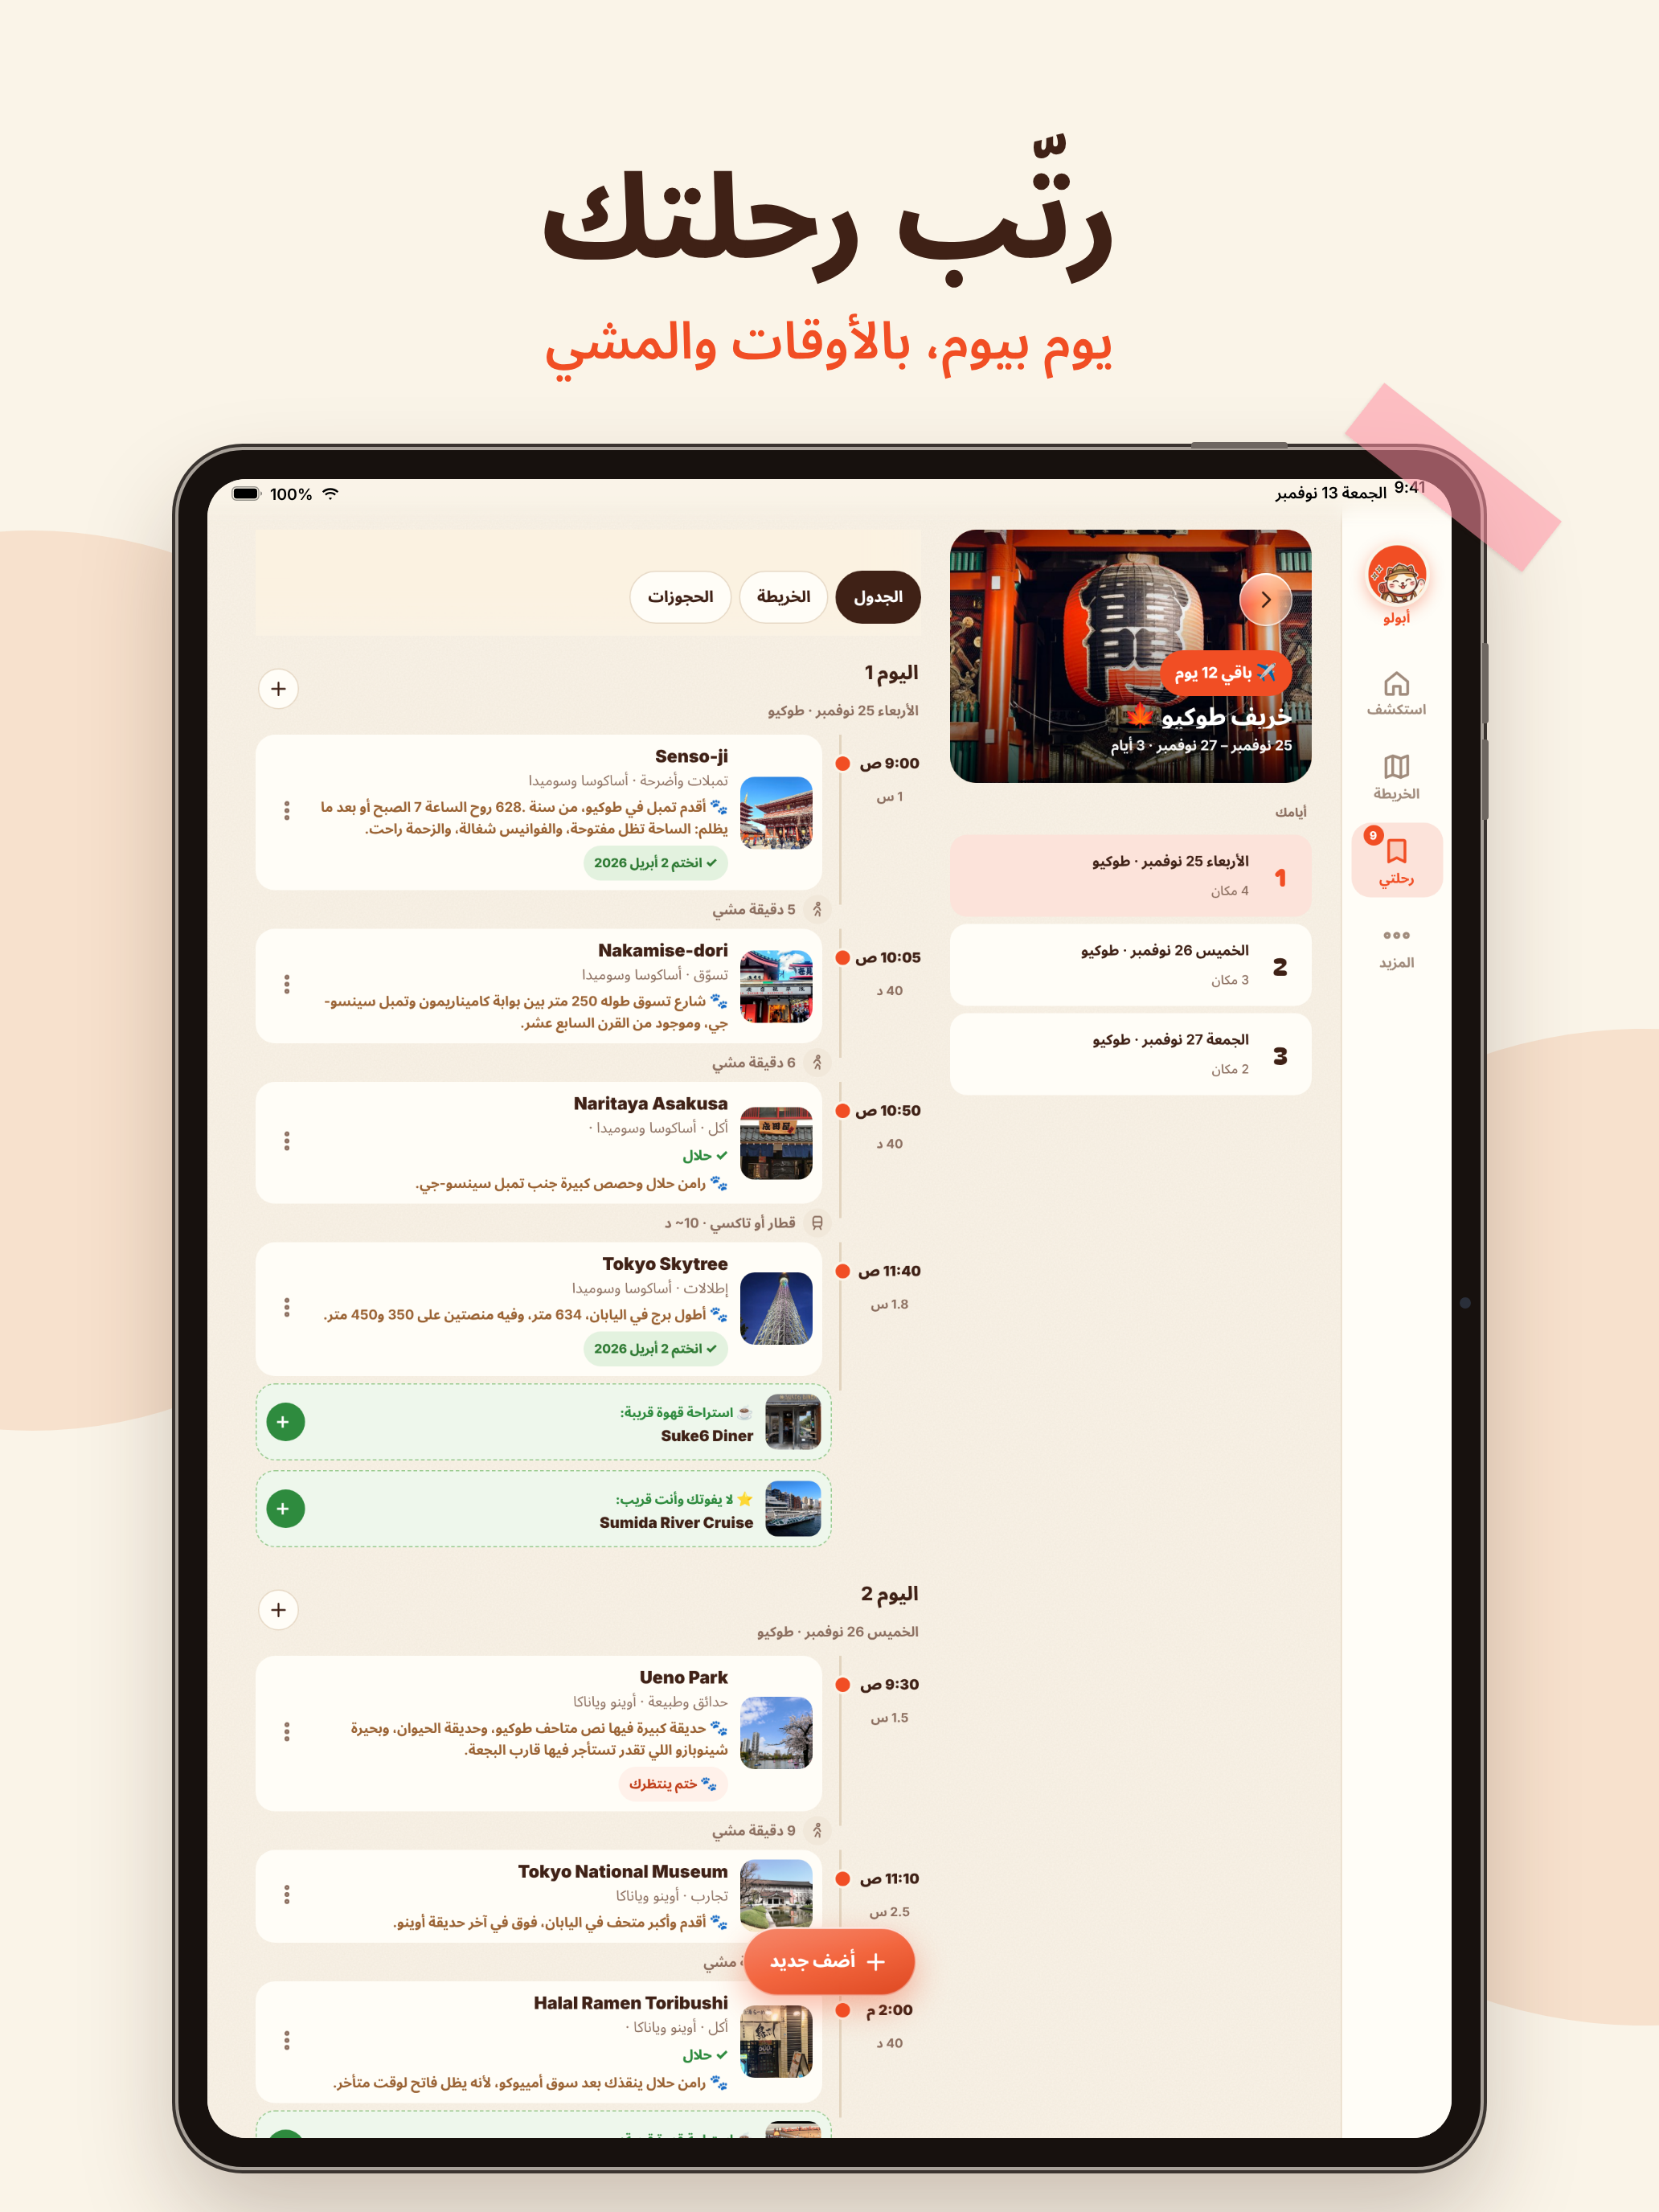 رتّب رحلتك
يوم بيوم، بالأوقات والمشي
9:41 الجمعة 13 نوفمبر
100%
أبولو
استكشف
الخريطة
9
رحلتي
المزيد
✈️ باقي 12 يوم
خريف طوكيو 🍁
25 نوفمبر – 27 نوفمبر · 3 أيام
أيامك
1
الأربعاء 25 نوفمبر · طوكيو
4 مكان
2
الخميس 26 نوفمبر · طوكيو
3 مكان
3
الجمعة 27 نوفمبر · طوكيو
2 مكان
الجدول
الخريطة
الحجوزات
اليوم 1
الأربعاء 25 نوفمبر · طوكيو
9:00 ص
1 س
Senso-ji
تمبلات وأضرحة · أساكوسا وسوميدا
🐾 أقدم تمبل في طوكيو، من سنة 628. روح الساعة 7 الصبح أو بعد ما
يظلم: الساحة تظل مفتوحة، والفوانيس شغالة، والزحمة راحت.
✓ انختم 2 أبريل 2026
5 دقيقة مشي
10:05 ص
40 د
Nakamise-dori
تسوّق · أساكوسا وسوميدا
🐾 شارع تسوق طوله 250 متر بين بوابة كاميناريمون وتمبل سينسو-
جي، وموجود من القرن السابع عشر.
6 دقيقة مشي
10:50 ص
40 د
Naritaya Asakusa
أكل · أساكوسا وسوميدا ·
✓ حلال
🐾 رامن حلال وحصص كبيرة جنب تمبل سينسو-جي.
قطار أو تاكسي · 10~ د
11:40 ص
1.8 س
Tokyo Skytree
إطلالات · أساكوسا وسوميدا
🐾 أطول برج في اليابان، 634 متر، وفيه منصتين على 350 و450 متر.
✓ انختم 2 أبريل 2026
☕ استراحة قهوة قريبة:
Suke6 Diner
⭐ لا يفوتك وأنت قريب:
Sumida River Cruise
اليوم 2
الخميس 26 نوفمبر · طوكيو
9:30 ص
1.5 س
Ueno Park
حدائق وطبيعة · أوينو وياناكا
🐾 حديقة كبيرة فيها نص متاحف طوكيو، وحديقة الحيوان، وبحيرة
شينوبازو اللي تقدر تستأجر فيها قارب البجعة.
🐾 ختم ينتظرك
9 دقيقة مشي
11:10 ص
2.5 س
Tokyo National Museum
تجارب · أوينو وياناكا
🐾 أقدم وأكبر متحف في اليابان، فوق في آخر حديقة أوينو.
مشي
أضف جديد
2:00 م
40 د
Halal Ramen Toribushi
أكل · أوينو وياناكا ·
✓ حلال
🐾 رامن حلال ينقذك بعد سوق أمييوكو، لأنه يظل فاتح لوقت متأخر.